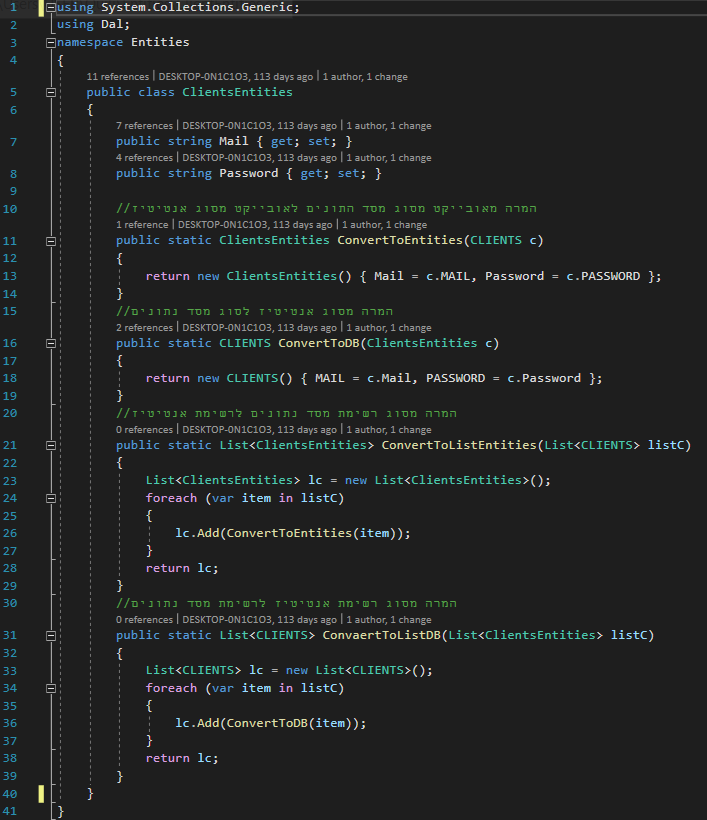 1 using System.Collections.Generic;
2 using Dal;
3 namespace Entities
4 {
11 references | DESKTOP-0N1C1O3, 113 days ago | 1 author, 1 change
5 public class ClientsEntities
6 {
7 references | DESKTOP-0N1C1O3, 113 days ago | 1 author, 1 change
7 public string Mail { get; set; }
4 references | DESKTOP-0N1C1O3, 113 days ago | 1 author, 1 change
8 public string Password { get; set; }
9
10 //המרה מאובייקט מסוג מסד התונים לאובייקט מסוג אנטיטיז
1 reference | DESKTOP-0N1C1O3, 113 days ago | 1 author, 1 change
11 public static ClientsEntities ConvertToEntities(CLIENTS c)
12 {
13 return new ClientsEntities() { Mail = c.MAIL, Password = c.PASSWORD };
14 }
15 //המרה מסוג אנטיטיז לסוג מסד נתונים
2 references | DESKTOP-0N1C1O3, 113 days ago | 1 author, 1 change
16 public static CLIENTS ConvertToDB(ClientsEntities c)
17 {
18 return new CLIENTS() { MAIL = c.Mail, PASSWORD = c.Password };
19 }
20 //המרה מסוג רשימת מסד נתונים לרשימת אנטיטיז
0 references | DESKTOP-0N1C1O3, 113 days ago | 1 author, 1 change
21 public static List<ClientsEntities> ConvertToListEntities(List<CLIENTS> listC)
22 {
23 List<ClientsEntities> lc = new List<ClientsEntities>();
24 foreach (var item in listC)
25 {
26 lc.Add(ConvertToEntities(item));
27 }
28 return lc;
29 }
30 //המרה מסוג רשימת אנטיטיז לרשימת מסד נתונים
0 references | DESKTOP-0N1C1O3, 113 days ago | 1 author, 1 change
31 public static List<CLIENTS> ConvaertToListDB(List<ClientsEntities> listC)
32 {
33 List<CLIENTS> lc = new List<CLIENTS>();
34 foreach (var item in listC)
35 {
36 lc.Add(ConvertToDB(item));
37 }
38 return lc;
39 }
40 }
41 }